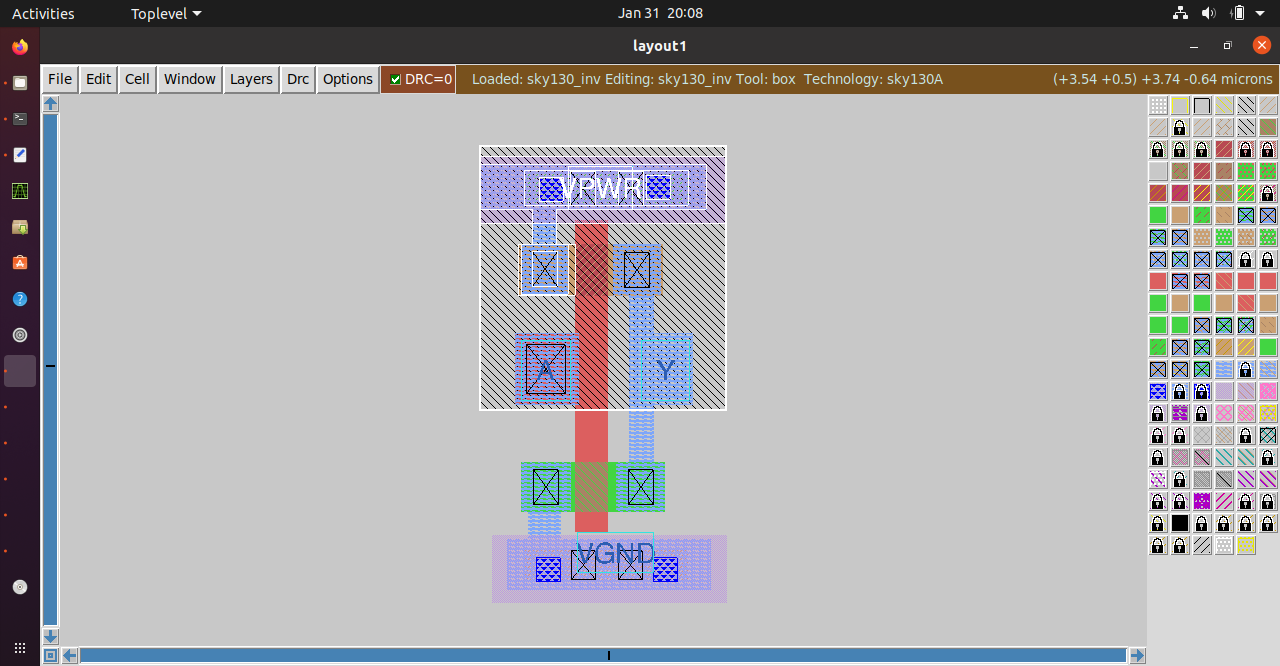 Activities Toplevel Jan 31 20:08
layout1
File Edit Cell Window Layers Drc Options DRC=0 Loaded: sky130_inv Editing: sky130_inv Tool: box Technology: sky130A (+3.54 +0.5) +3.74 -0.64 microns
VPWR
A Y
VGND